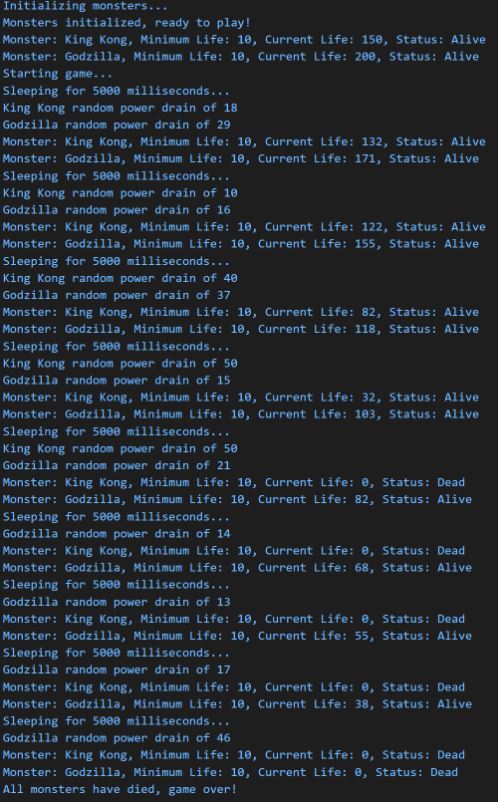 Initializing monsters...
Monsters initialized, ready to play!
Monster: King Kong, Minimum Life: 10, Current Life: 150, Status: Alive
Monster: Godzilla, Minimum Life: 10, Current Life: 200, Status: Alive
Starting game...
Sleeping for 5000 milliseconds...
King Kong random power drain of 18
Godzilla random power drain of 29
Monster: King Kong, Minimum Life: 10, Current Life: 132, Status: Alive
Monster: Godzilla, Minimum Life: 10, Current Life: 171, Status: Alive
Sleeping for 5000 milliseconds...
King Kong random power drain of 10
Godzilla random power drain of 16
Monster: King Kong, Minimum Life: 10, Current Life: 122, Status: Alive
Monster: Godzilla, Minimum Life: 10, Current Life: 155, Status: Alive
Sleeping for 5000 milliseconds...
King Kong random power drain of 40
Godzilla random power drain of 37
Monster: King Kong, Minimum Life: 10, Current Life: 82, Status: Alive
Monster: Godzilla, Minimum Life: 10, Current Life: 118, Status: Alive
Sleeping for 5000 milliseconds...
King Kong random power drain of 50
Godzilla random power drain of 15
Monster: King Kong, Minimum Life: 10, Current Life: 32, Status: Alive
Monster: Godzilla, Minimum Life: 10, Current Life: 103, Status: Alive
Sleeping for 5000 milliseconds...
King Kong random power drain of 50
Godzilla random power drain of 21
Monster: King Kong, Minimum Life: 10, Current Life: 0, Status: Dead
Monster: Godzilla, Minimum Life: 10, Current Life: 82, Status: Alive
Sleeping for 5000 milliseconds...
Godzilla random power drain of 14
Monster: King Kong, Minimum Life: 10, Current Life: 0, Status: Dead
Monster: Godzilla, Minimum Life: 10, Current Life: 68, Status: Alive
Sleeping for 5000 milliseconds...
Godzilla random power drain of 13
Monster: King Kong, Minimum Life: 10, Current Life: 0, Status: Dead
Monster: Godzilla, Minimum Life: 10, Current Life: 55, Status: Alive
Sleeping for 5000 milliseconds...
Godzilla random power drain of 17
Monster: King Kong, Minimum Life: 10, Current Life: 0, Status: Dead
Monster: Godzilla, Minimum Life: 10, Current Life: 38, Status: Alive
Sleeping for 5000 milliseconds...
Godzilla random power drain of 46
Monster: King Kong, Minimum Life: 10, Current Life: 0, Status: Dead
Monster: Godzilla, Minimum Life: 10, Current Life: 0, Status: Dead
All monsters have died, game over!